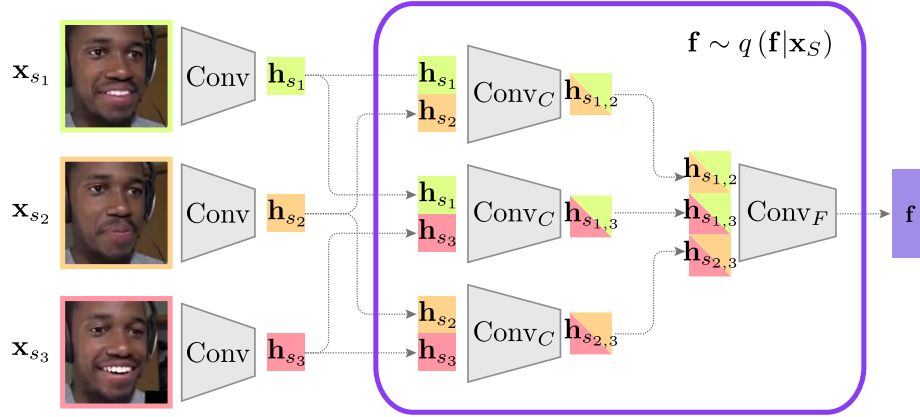 f ∼ q (f|x_S)
x_{s_1} Conv h_{s_1} h_{s_1} h_{s_2} Conv_C h_{s_{1,2}}
x_{s_2} Conv h_{s_2} h_{s_1} h_{s_3} Conv_C h_{s_{1,3}}
x_{s_3} Conv h_{s_3} h_{s_2} h_{s_3} Conv_C h_{s_{2,3}}
h_{s_{1,2}}
h_{s_{1,3}} Conv_F f
h_{s_{2,3}}